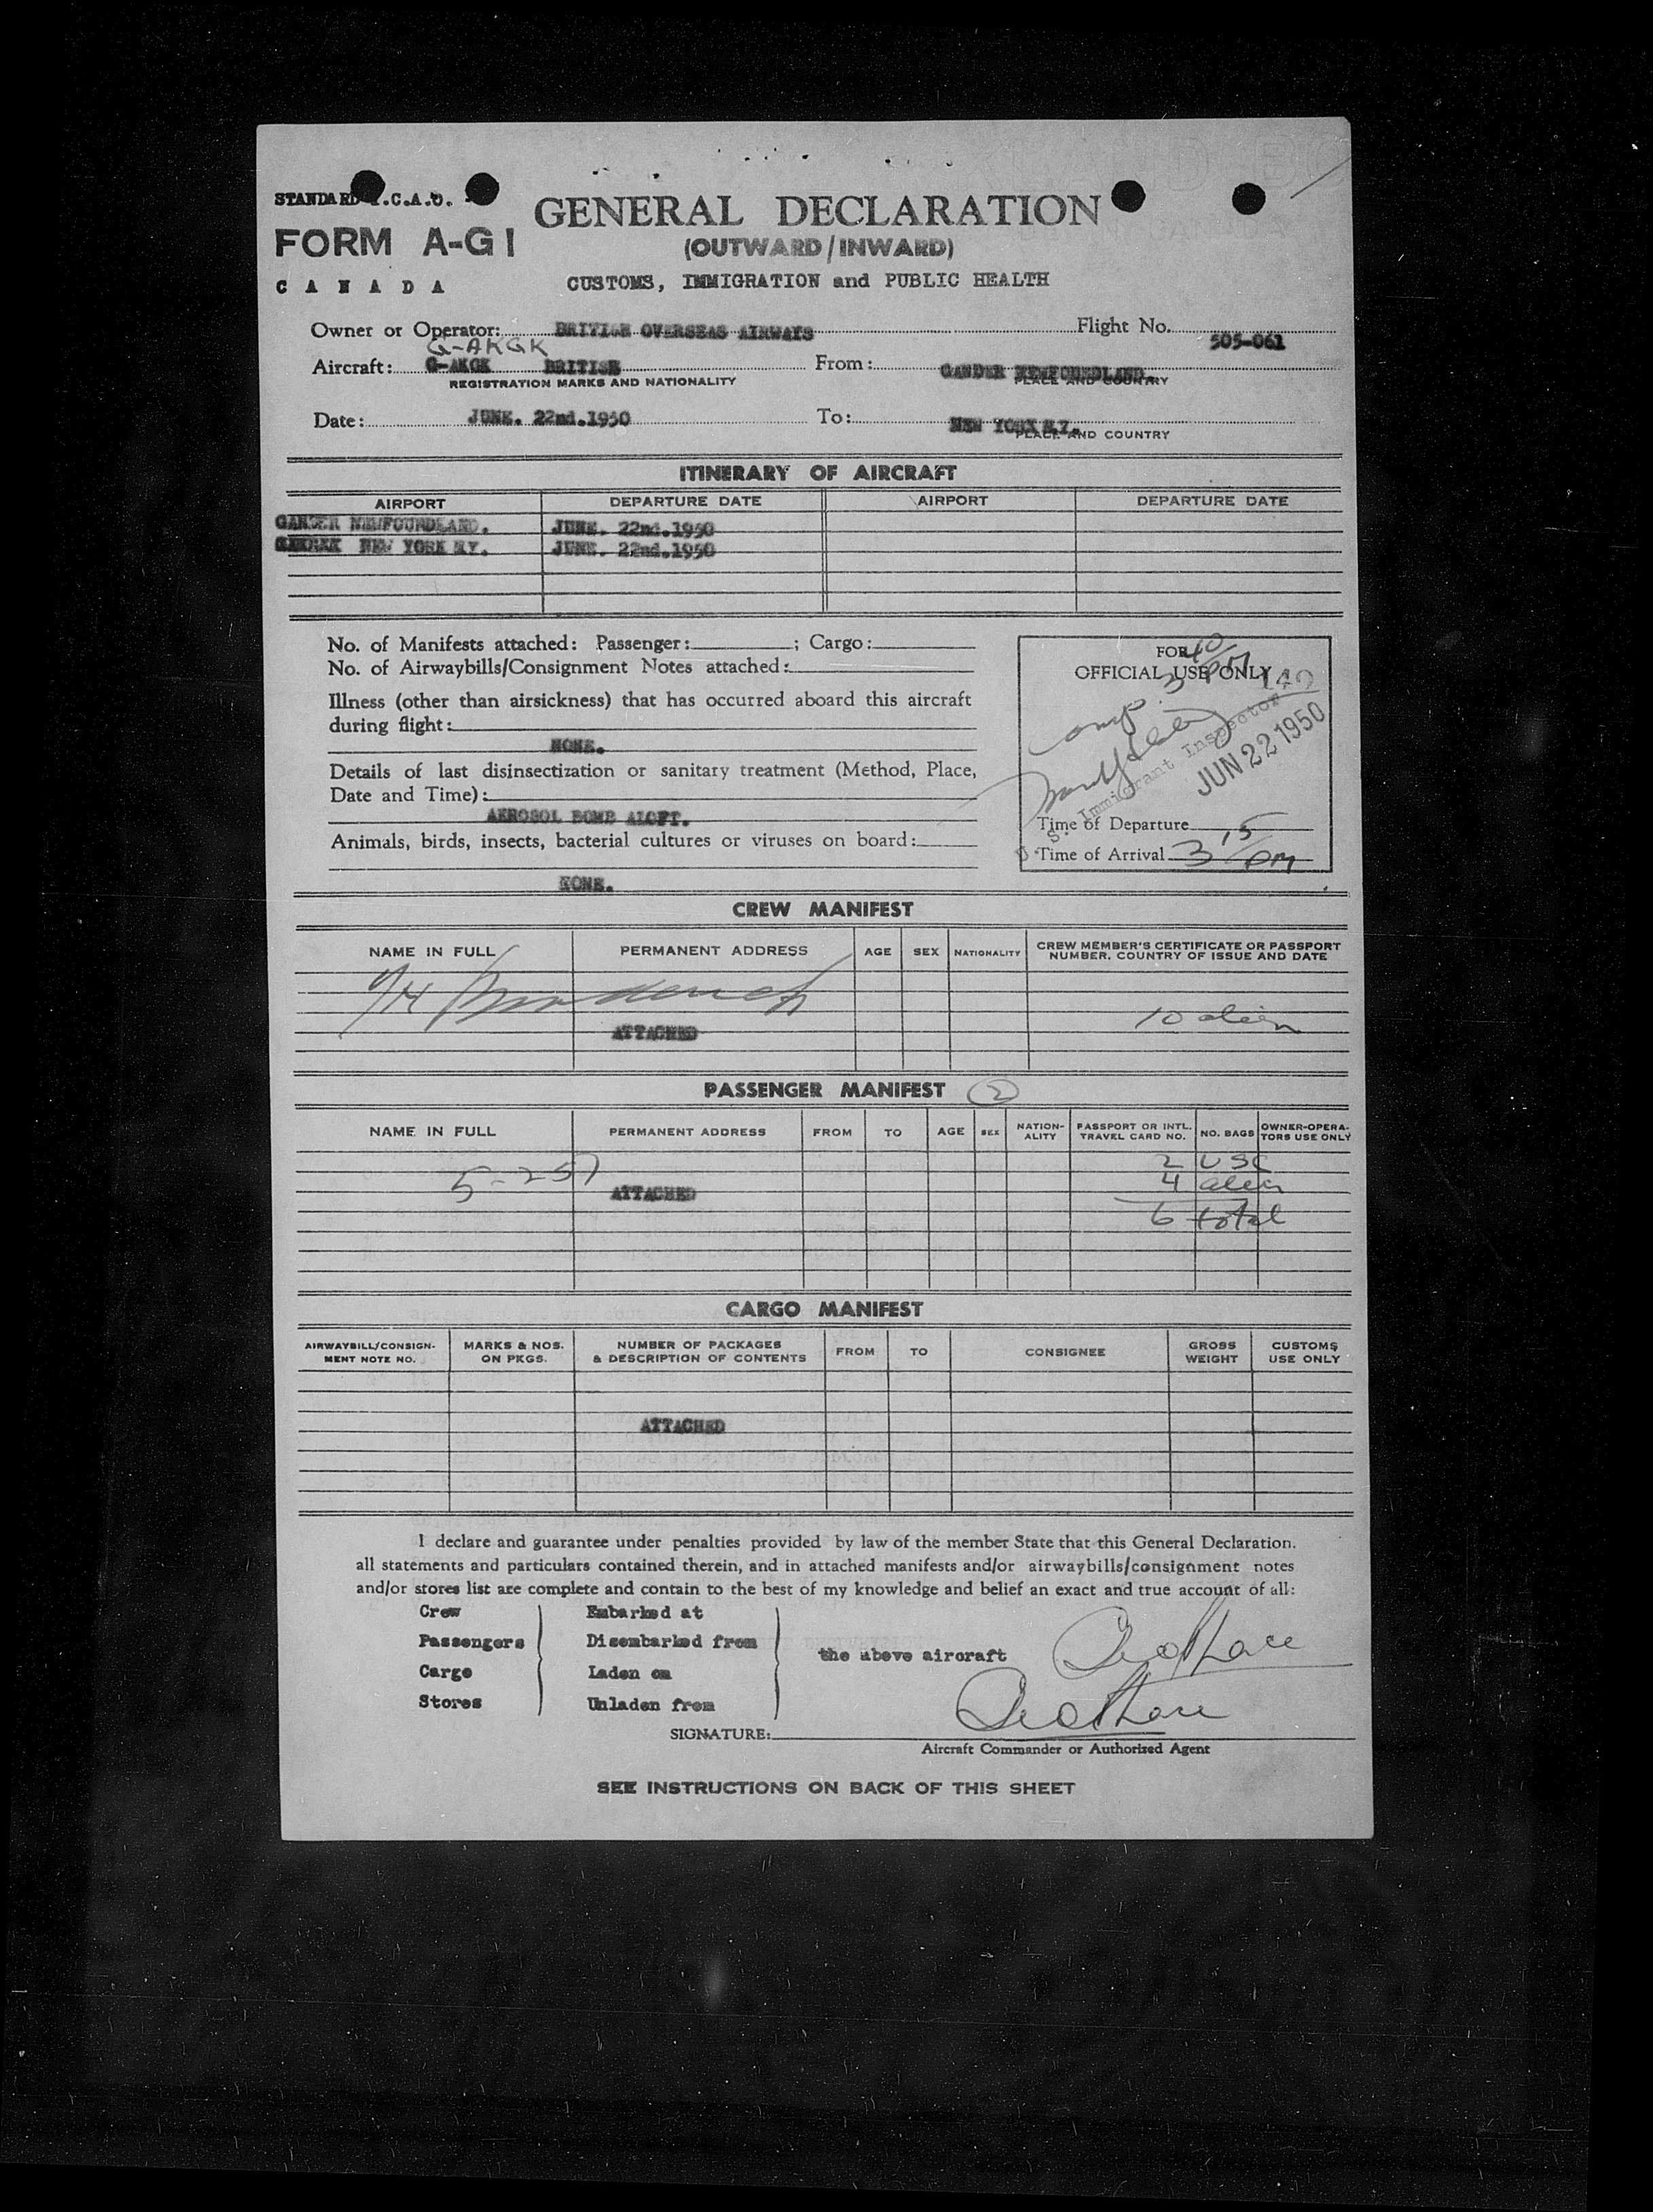 STANDARD I.C.A.O.
FORM A-G1
CANADA
GENERAL DECLARATION
(OUTWARD/INWARD)
CUSTOMS, IMMIGRATION and PUBLIC HEALTH
Owner or Operator: BRITISH OVERSEAS AIRWAYS Flight No. 505-061
G-AKGK
Aircraft: G-AKGK BRITISH From: GANDER NEWFOUNDLAND.
REGISTRATION MARKS AND NATIONALITY PLACE AND COUNTRY
Date: JUNE. 22nd.1950 To: NEW YORK N.Y.
PLACE AND COUNTRY
ITINERARY OF AIRCRAFT
AIRPORT DEPARTURE DATE AIRPORT DEPARTURE DATE
GANDER NEWFOUNDLAND. JUNE. 22nd.1950
NEW YORK NY. JUNE. 22nd.1950
No. of Manifests attached: Passenger: ; Cargo:
No. of Airwaybills/Consignment Notes attached:
Illness (other than airsickness) that has occurred aboard this aircraft
during flight:
NONE.
Details of last disinsectization or sanitary treatment (Method, Place,
Date and Time):
AEROSOL BOMB ALOFT.
Animals, birds, insects, bacterial cultures or viruses on board:
NONE.
FOR
OFFICIAL USE ONLY
3 40 PM
140
U.S. Immigrant Inspector
JUN 22 1950
Time of Departure
Time of Arrival 3 15 PM
CREW MANIFEST
NAME IN FULL PERMANENT ADDRESS AGE SEX NATIONALITY CREW MEMBER'S CERTIFICATE OR PASSPORT NUMBER, COUNTRY OF ISSUE AND DATE
10 alien
ATTACHED
PASSENGER MANIFEST 2
NAME IN FULL PERMANENT ADDRESS FROM TO AGE SEX NATION-ALITY PASSPORT OR INTL. TRAVEL CARD NO. NO. BAGS OWNER-OPERA-TORS USE ONLY
2 USC
5-257 ATTACHED 4 alien
6 total
CARGO MANIFEST
AIRWAYBILL/CONSIGN-MENT NOTE NO. MARKS & NOS. ON PKGS. NUMBER OF PACKAGES & DESCRIPTION OF CONTENTS FROM TO CONSIGNEE GROSS WEIGHT CUSTOMS USE ONLY
ATTACHED
I declare and guarantee under penalties provided by law of the member State that this General Declaration.
all statements and particulars contained therein, and in attached manifests and/or airwaybills/consignment notes
and/or stores list are complete and contain to the best of my knowledge and belief an exact and true account of all:
Crew Embarked at
Passengers Disembarked from
the above aircraft
Cargo Laden on
Stores Unladen from
SIGNATURE:
Aircraft Commander or Authorized Agent
SEE INSTRUCTIONS ON BACK OF THIS SHEET